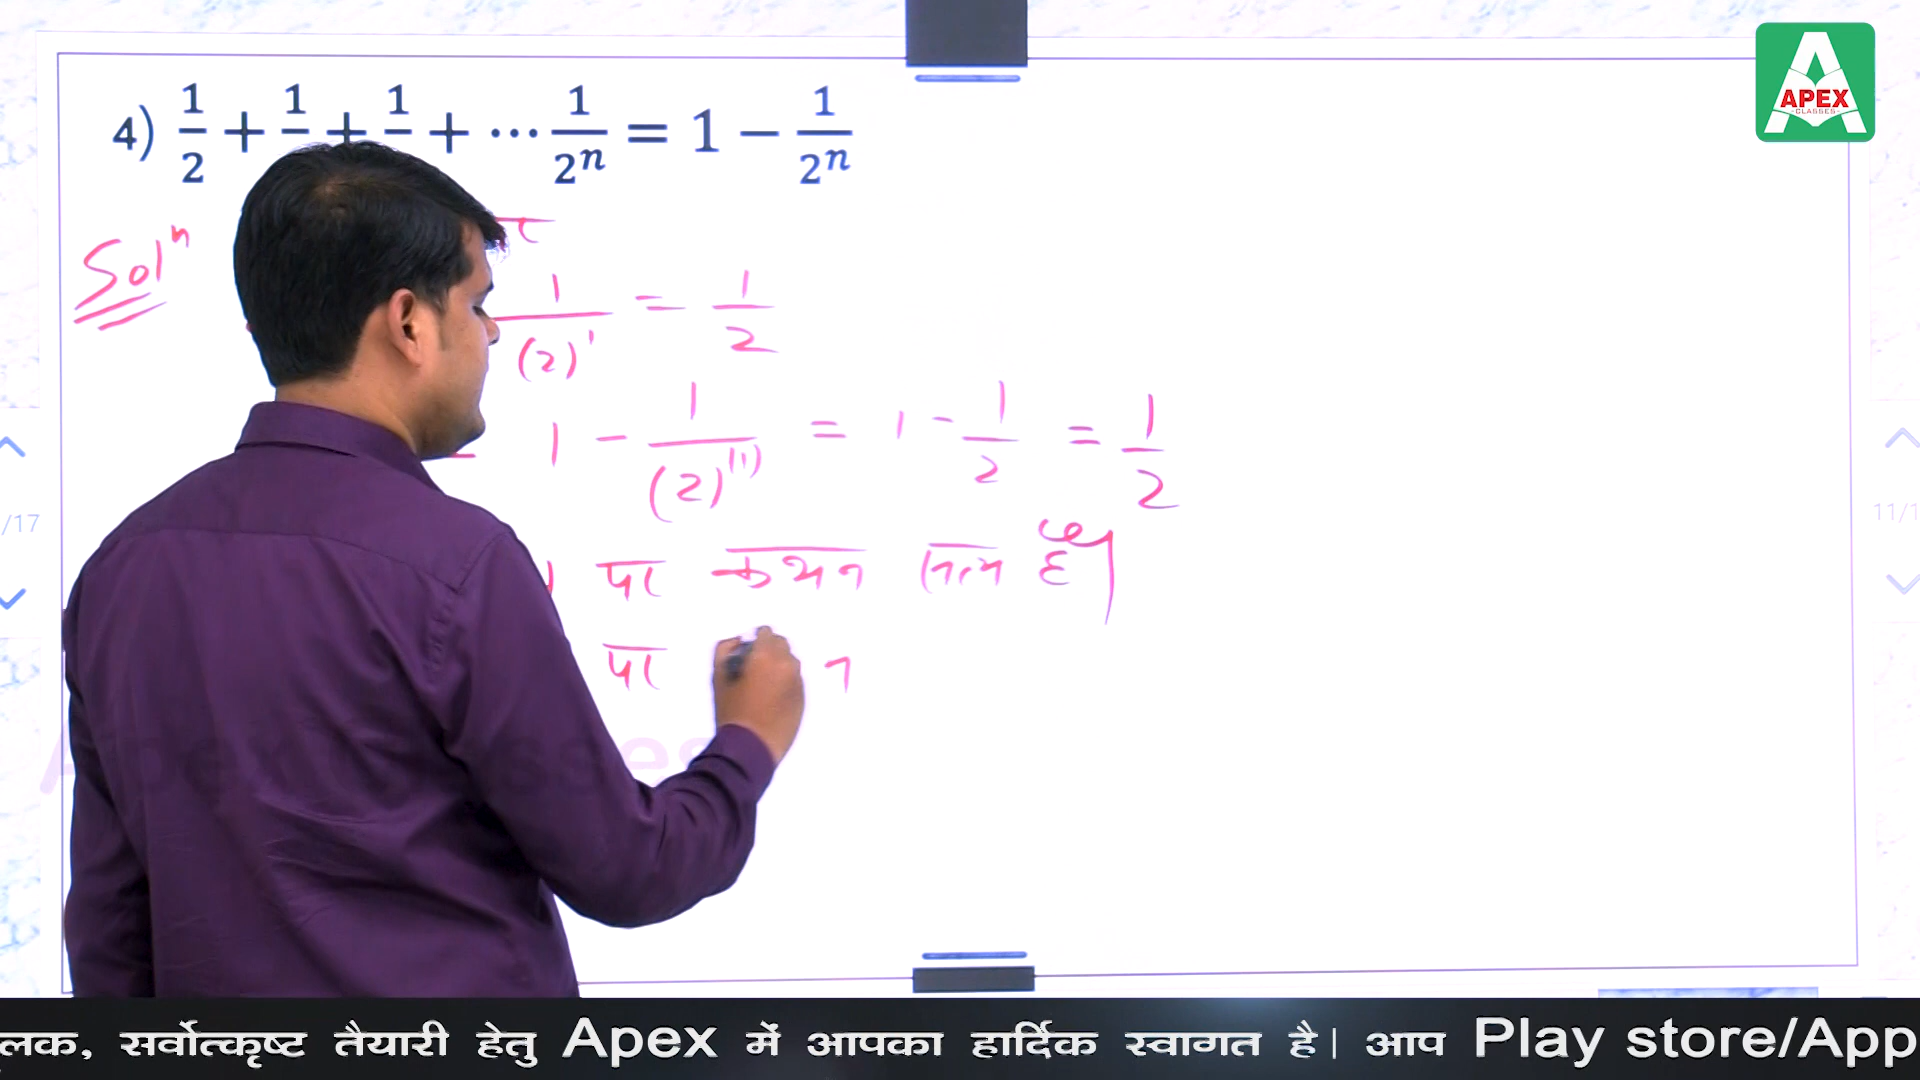 4) 1/2 + 1 + 1 + ⋯ 1/2ⁿ = 1 − 1/2ⁿ
APEX
CLASSES
Solⁿ
1/(2)¹ = 1/2
1 − 1/(2)⁽¹⁾ = 1 − 1/2 = 1/2
पर कथन सत्य है|
पर
/17
11/1
लक, सर्वोत्कृष्ट तैयारी हेतु Apex में आपका हार्दिक स्वागत है| आप Play store/App